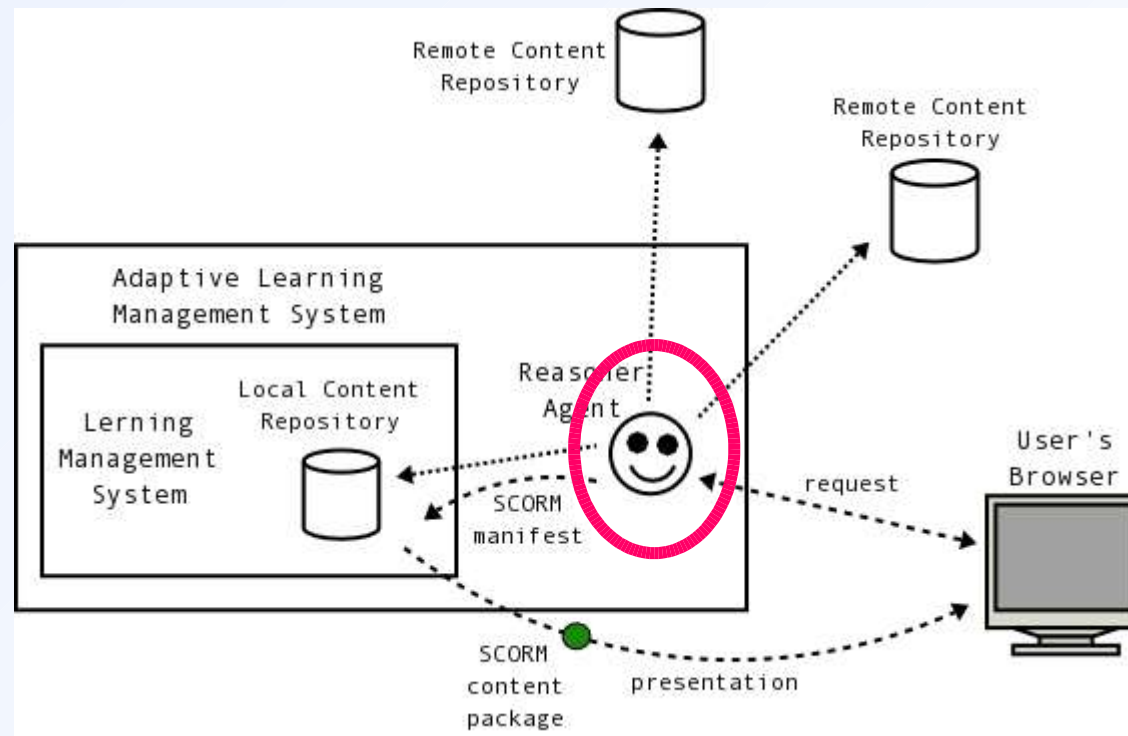 Remote Content
Repository
Remote Content
Repository
Adaptive Learning
Management System
Local Content
Repository
Lerning
Management
System
Reasoner
Agent
SCORM
manifest
request
User's
Browser
SCORM
content
package
presentation